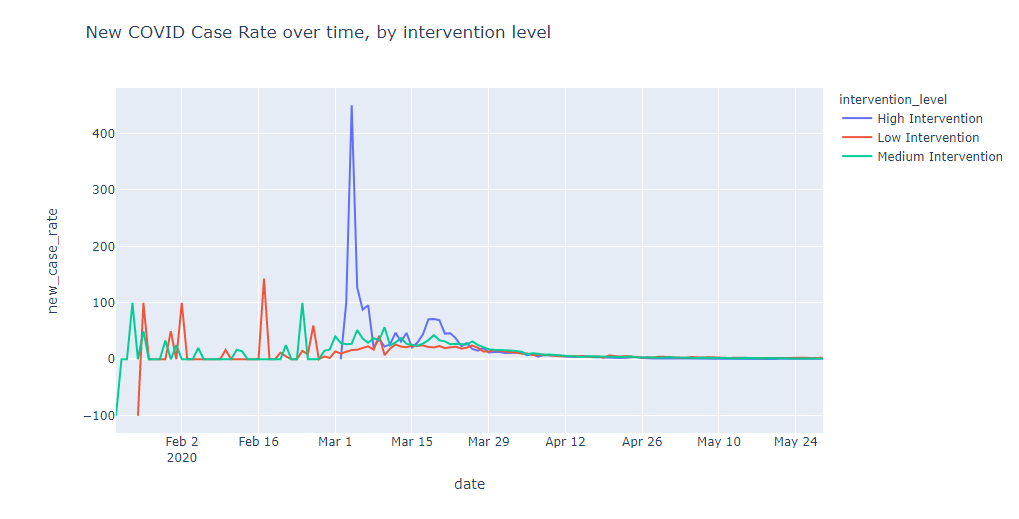 New COVID Case Rate over time, by intervention level
intervention_level
High Intervention
Low Intervention
Medium Intervention
new_case_rate
400
300
200
100
0
−100
Feb 2
2020
Feb 16
Mar 1
Mar 15
Mar 29
Apr 12
Apr 26
May 10
May 24
date